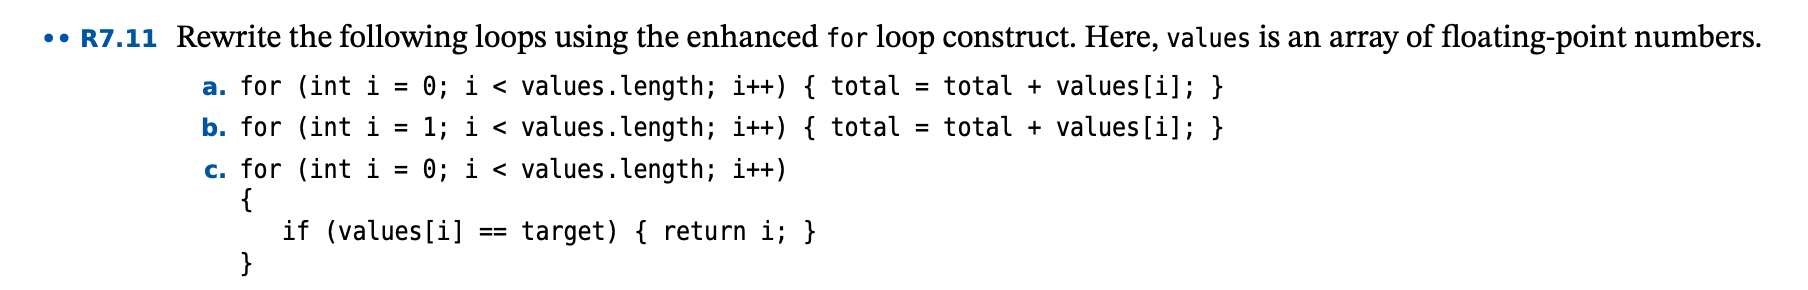 •• R7.11 Rewrite the following loops using the enhanced for loop construct. Here, values is an array of floating-point numbers.
a. for (int i = 0; i < values.length; i++) { total = total + values[i]; }
b. for (int i = 1; i < values.length; i++) { total = total + values[i]; }
c. for (int i = 0; i < values.length; i++)
{
if (values[i] == target) { return i; }
}